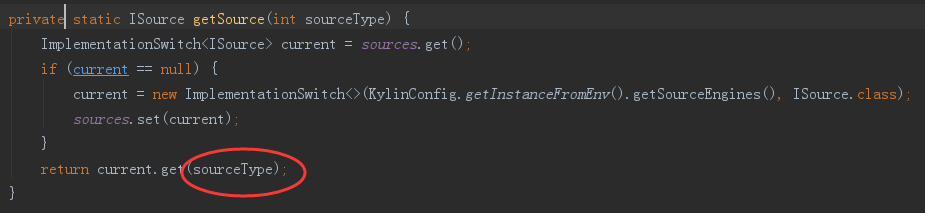 private static ISource getSource(int sourceType) {
ImplementationSwitch<ISource> current = sources.get();
if (current == null) {
current = new ImplementationSwitch<>(KylinConfig.getInstanceFromEnv().getSourceEngines(), ISource.class);
sources.set(current);
}
return current.get(sourceType);
}